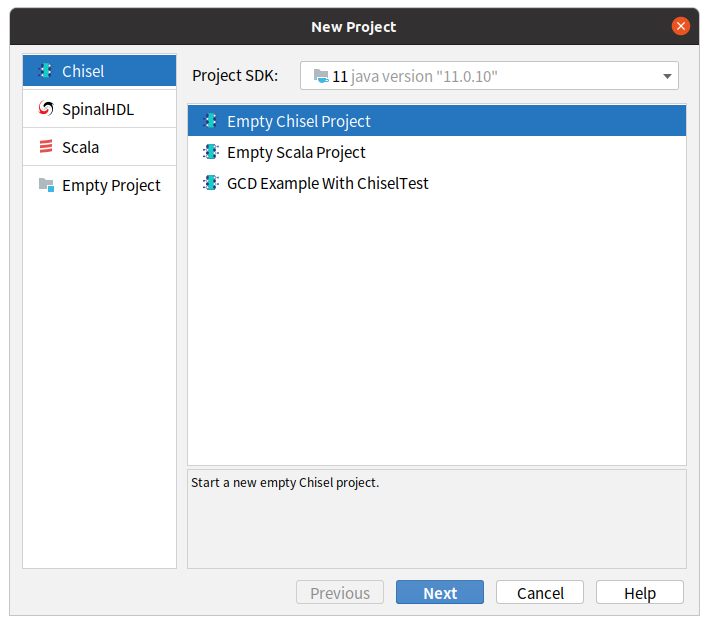 New Project
Chisel
SpinalHDL
Scala
Empty Project
Project SDK: 11 java version "11.0.10"
Empty Chisel Project
Empty Scala Project
GCD Example With ChiselTest
Start a new empty Chisel project.
Previous Next Cancel Help